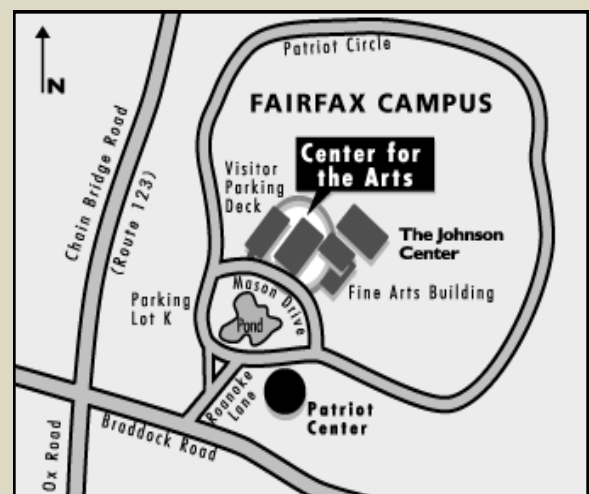 N
Patriot Circle
FAIRFAX CAMPUS
Chain Bridge Road
(Route 123)
Center for
the Arts
Visitor
Parking
Deck
The Johnson
Center
Fine Arts Building
Mason Drive
Parking
Lot K
Pond
Roanoke
Lane
Patriot
Center
Braddock Road
Ox Road